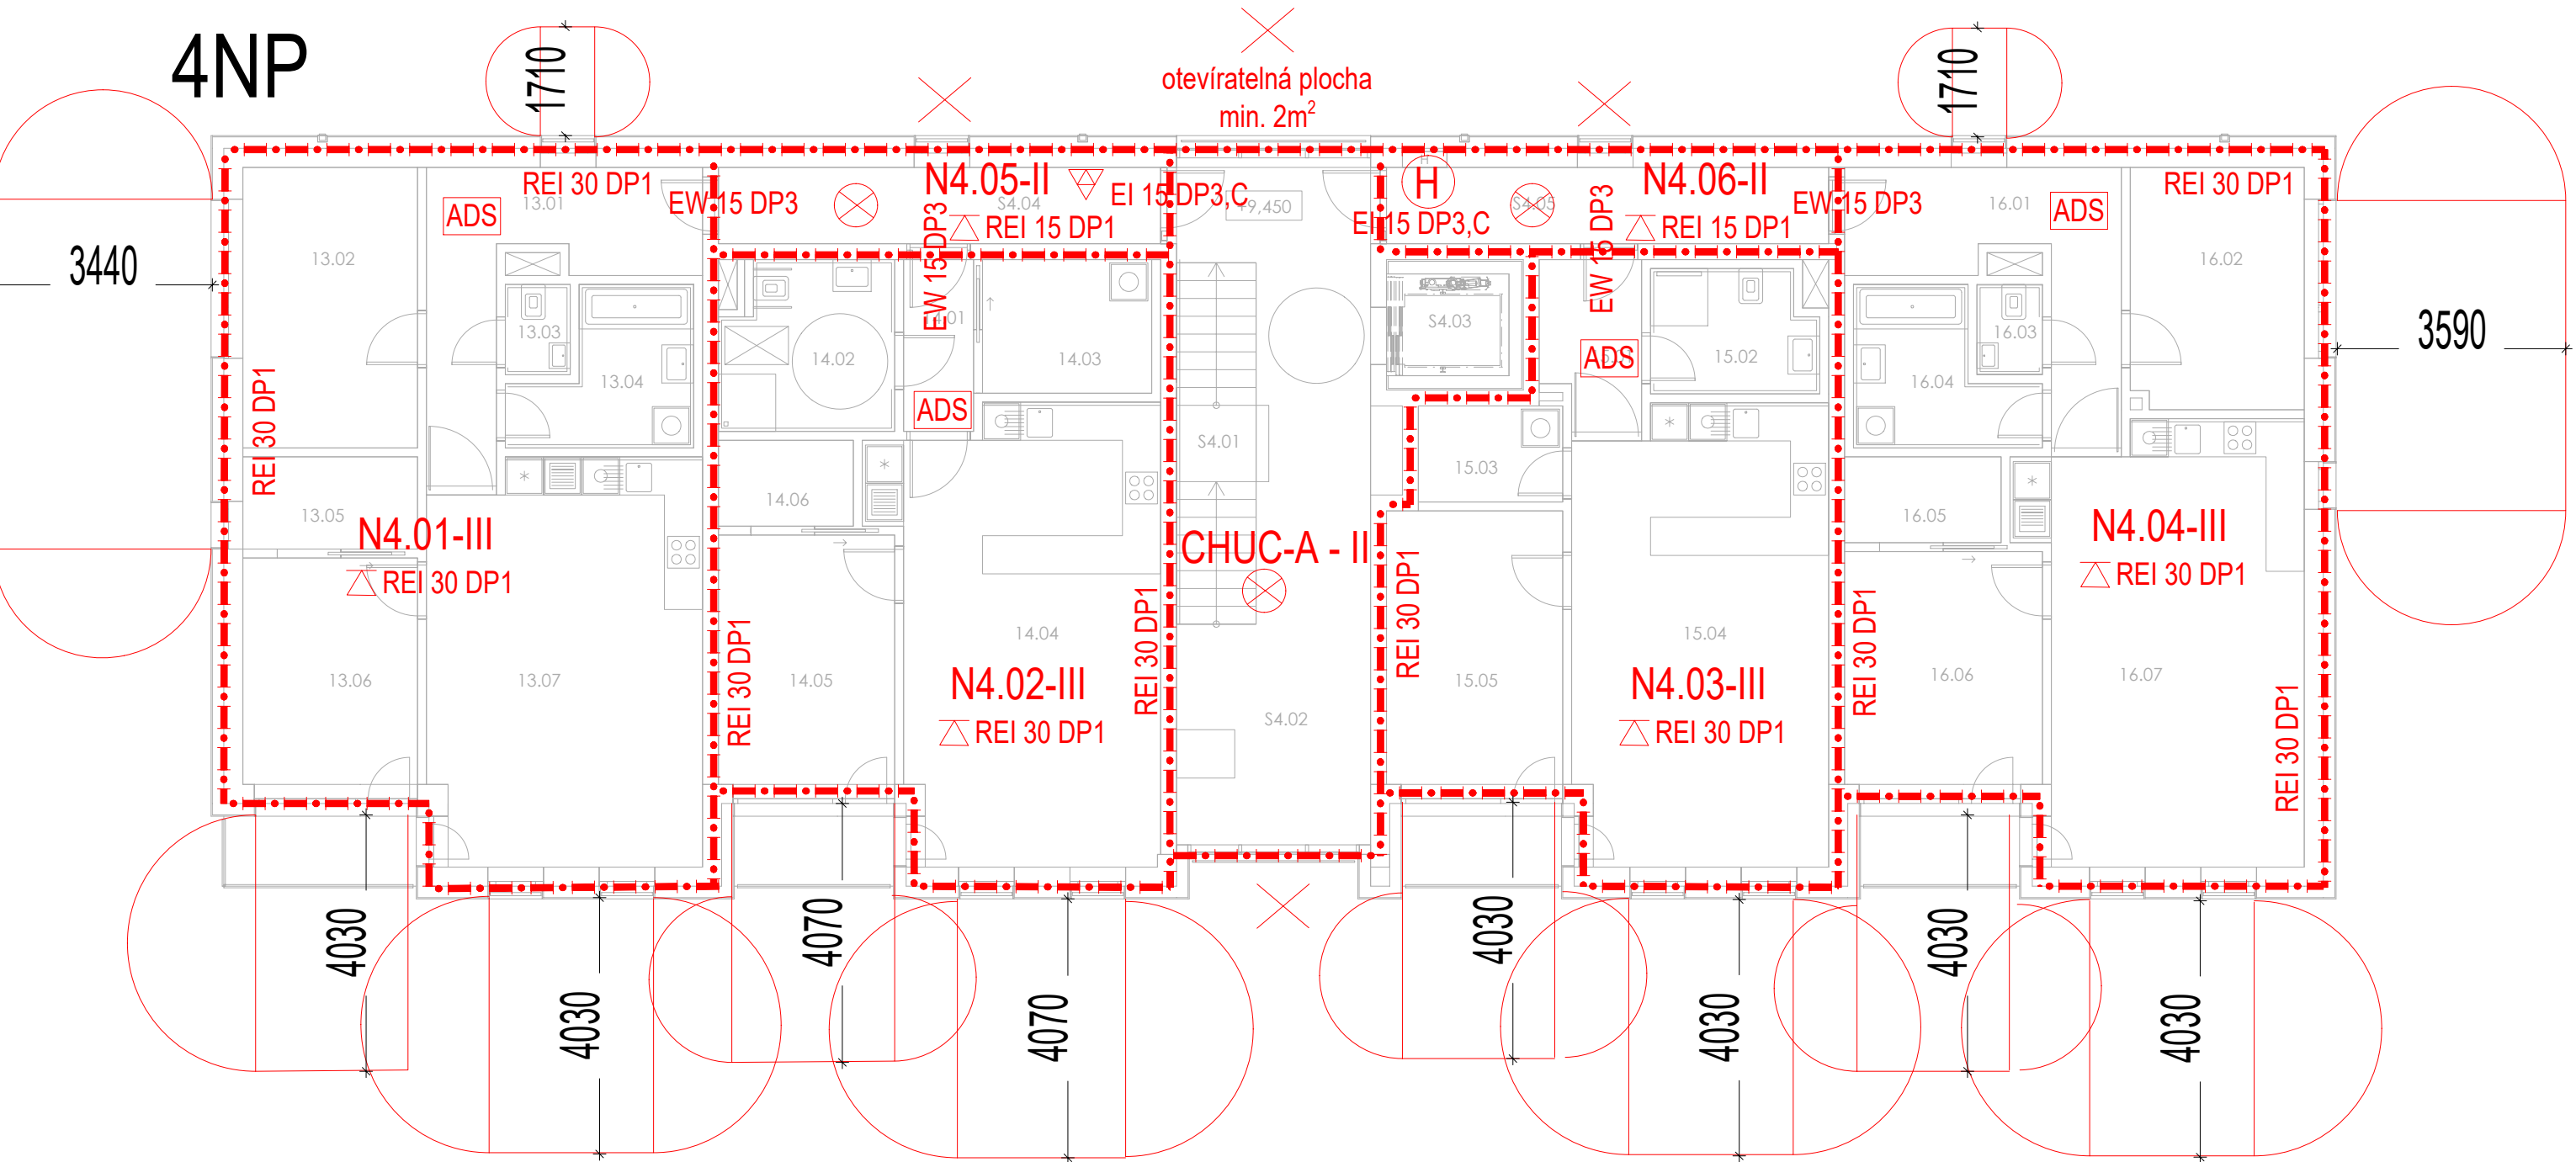 4NP
1710
otevíratelná plocha
min. 2m²
1710
REI 30 DP1
13.01
ADS
EW 15 DP3
N4.05-II
S4.04
EI 15 DP3,C
REI 15 DP1
EW 15 DP3
+9,450
H
EI 15 DP3,C
S4.05
EW 15 DP3
N4.06-II
REI 15 DP1
EW 15 DP3
16.01
ADS
REI 30 DP1
3440
13.02
13.03
13.04
14.02
14.03
S4.03
ADS
15.02
16.03
16.04
16.02
3590
REI 30 DP1
ADS
S4.01
13.05
14.06
15.03
16.05
N4.01-III
REI 30 DP1
CHUC-A - II
REI 30 DP1
N4.04-III
REI 30 DP1
13.06
13.07
REI 30 DP1
14.05
14.04
N4.02-III
REI 30 DP1
REI 30 DP1
S4.02
15.05
15.04
N4.03-III
REI 30 DP1
REI 30 DP1
16.06
16.07
REI 30 DP1
4030
4030
4070
4070
4030
4030
4030
4030